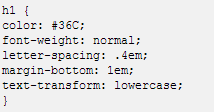 h1 {
color: #36C;
font-weight: normal;
letter-spacing: .4em;
margin-bottom: 1em;
text-transform: lowercase;
}